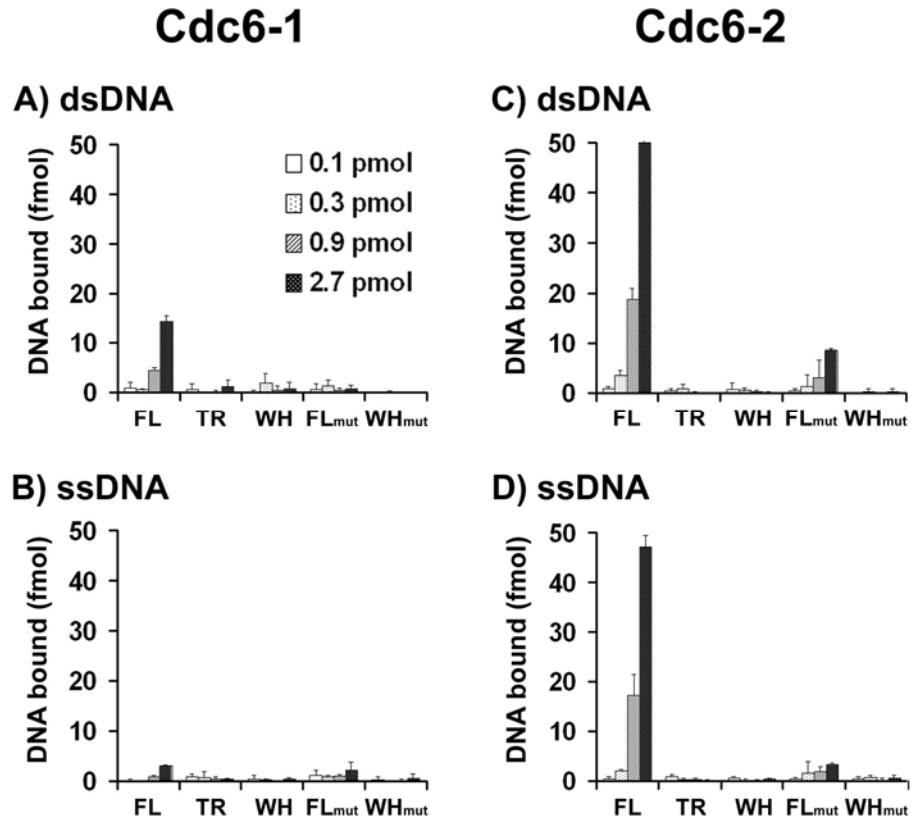 Cdc6-1
Cdc6-2
A) dsDNA
DNA bound (fmol)
50
40
30
20
10
0
0.1 pmol
0.3 pmol
0.9 pmol
2.7 pmol
FL TR WH FLmut WHmut
C) dsDNA
DNA bound (fmol)
50
40
30
20
10
0
FL TR WH FLmut WHmut
B) ssDNA
DNA bound (fmol)
50
40
30
20
10
0
FL TR WH FLmut WHmut
D) ssDNA
DNA bound (fmol)
50
40
30
20
10
0
FL TR WH FLmut WHmut